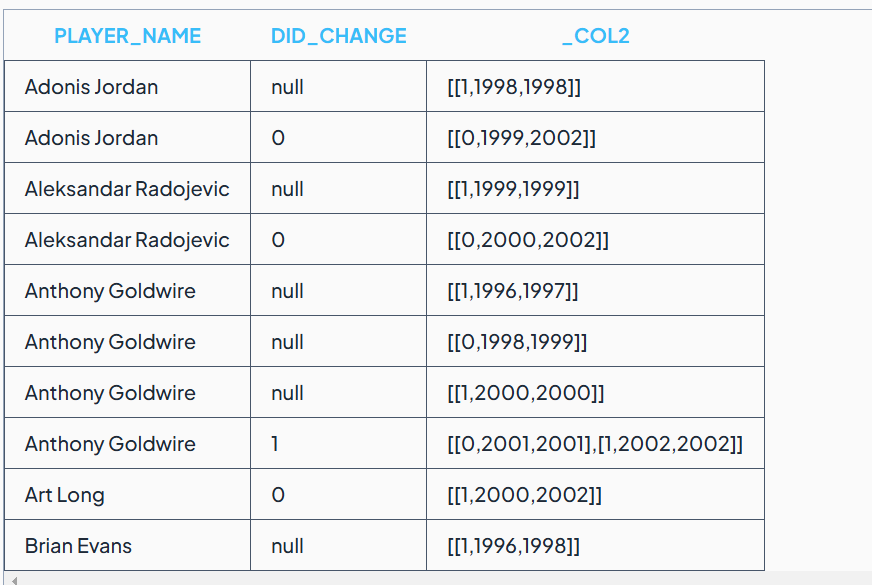 PLAYER_NAME DID_CHANGE _COL2
Adonis Jordan null [[1,1998,1998]]
Adonis Jordan 0 [[0,1999,2002]]
Aleksandar Radojevic null [[1,1999,1999]]
Aleksandar Radojevic 0 [[0,2000,2002]]
Anthony Goldwire null [[1,1996,1997]]
Anthony Goldwire null [[0,1998,1999]]
Anthony Goldwire null [[1,2000,2000]]
Anthony Goldwire 1 [[0,2001,2001],[1,2002,2002]]
Art Long 0 [[1,2000,2002]]
Brian Evans null [[1,1996,1998]]